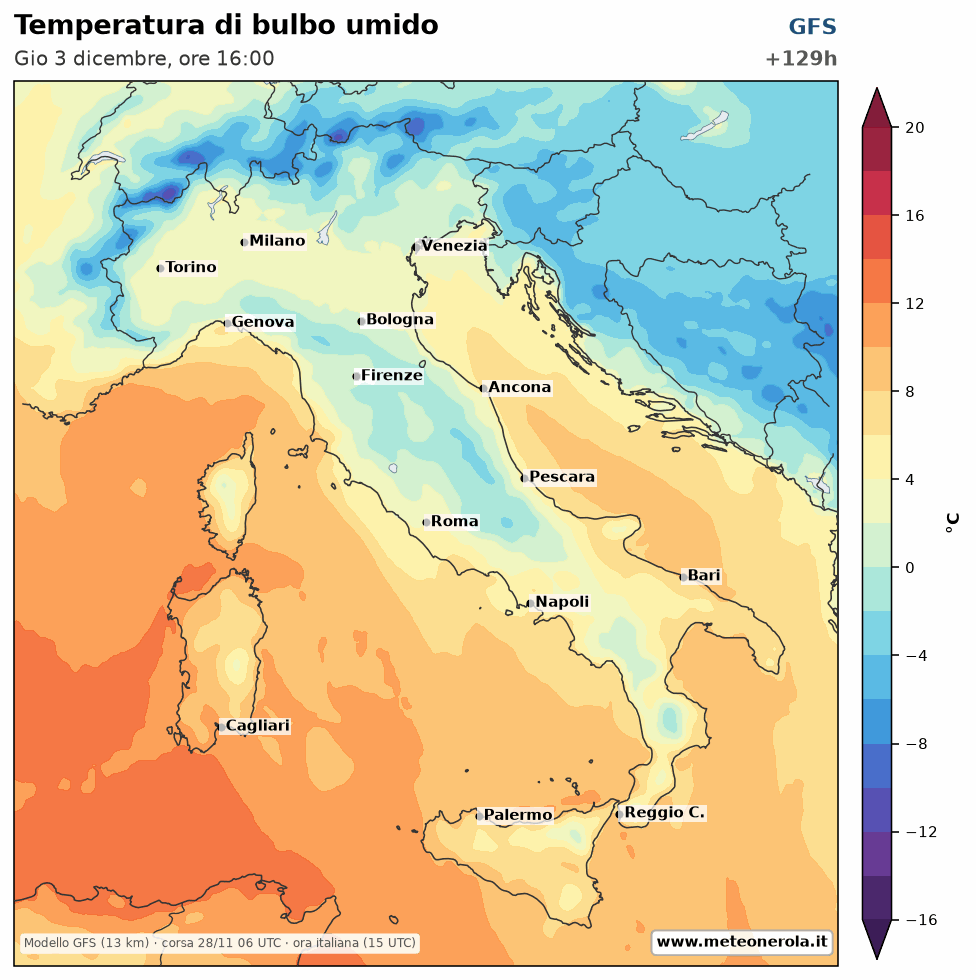 Temperatura di bulbo umido
GFS
Gio 3 dicembre, ore 16:00
+129h
Milano
Venezia
Torino
Genova
Bologna
Firenze
Ancona
Pescara
Roma
Bari
Napoli
Cagliari
Palermo
Reggio C.
20
16
12
8
4
0
−4
−8
−12
−16
°C
Modello GFS (13 km) · corsa 28/11 06 UTC · ora italiana (15 UTC)
www.meteonerola.it